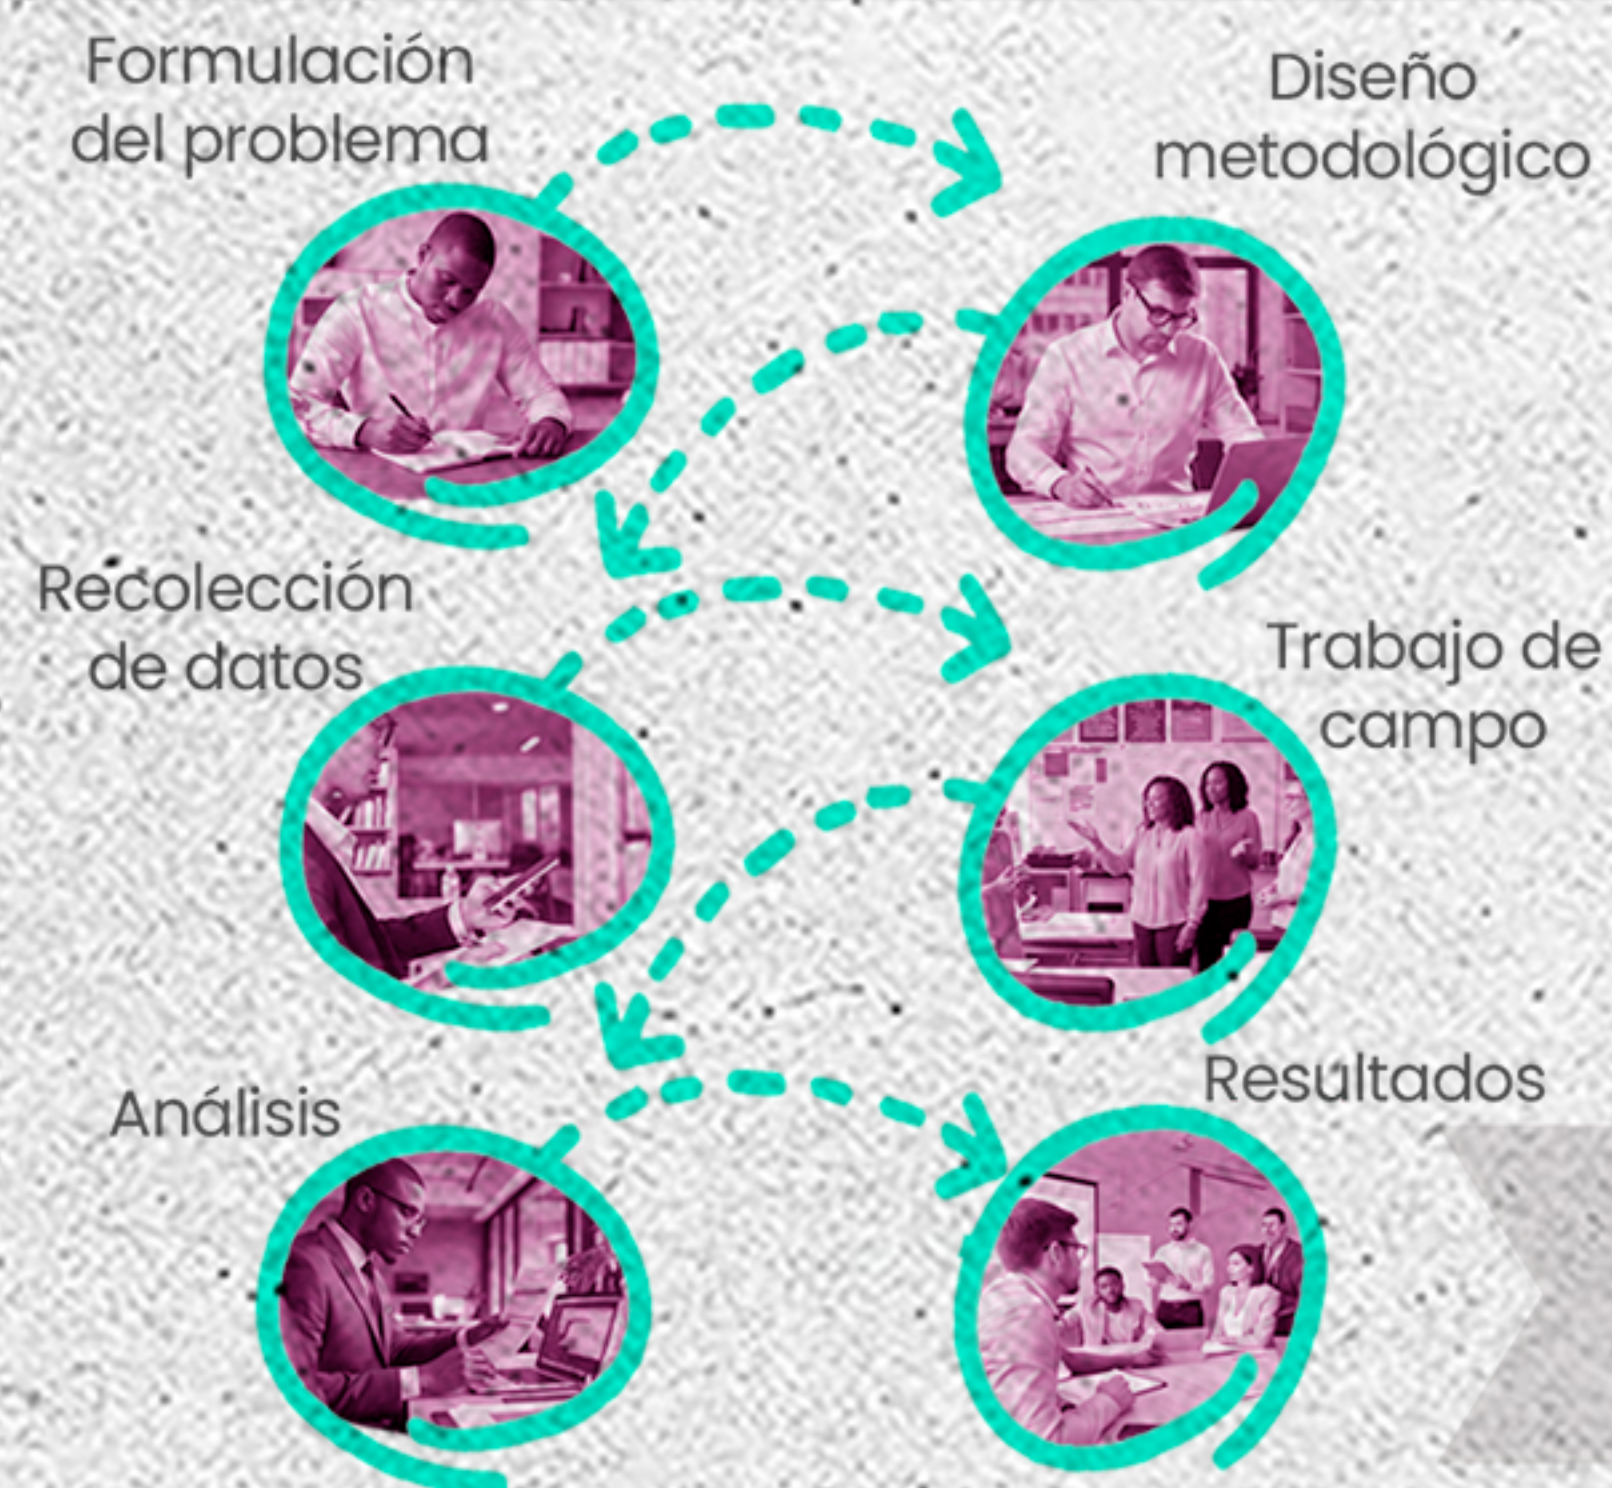 Formulación
del problema
Diseño
metodológico
Recolección
de datos
Trabajo de
campo
Análisis
Resultados